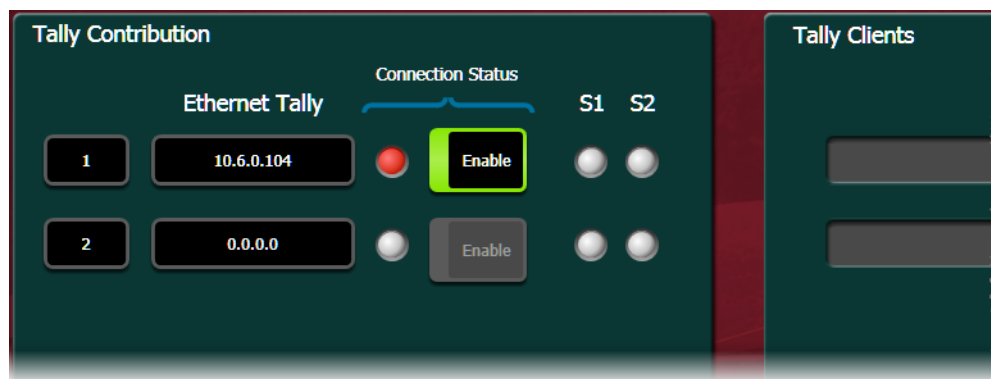 Tally Contribution
Tally Clients
Connection Status
Ethernet Tally
S1 S2
1 10.6.0.104 Enable
2 0.0.0.0 Enable